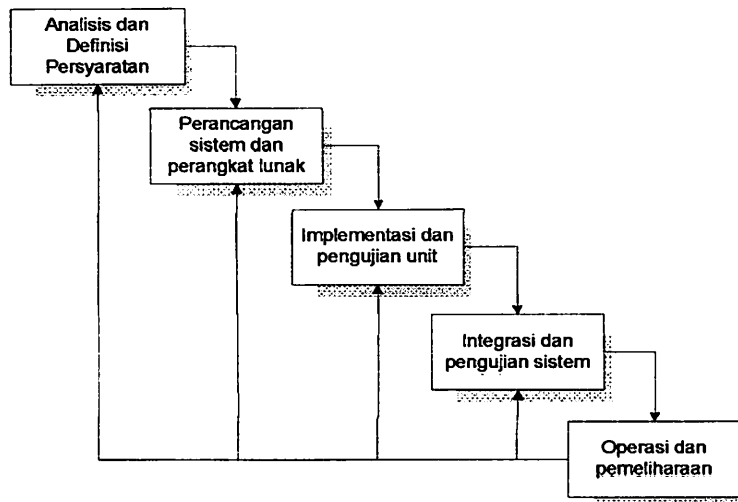 Analisis dan
Definisi
Persyaratan
Perancangan
sistem dan
perangkat lunak
Implementasi dan
pengujian unit
Integrasi dan
pengujian sistem
Operasi dan
pemeliharaan